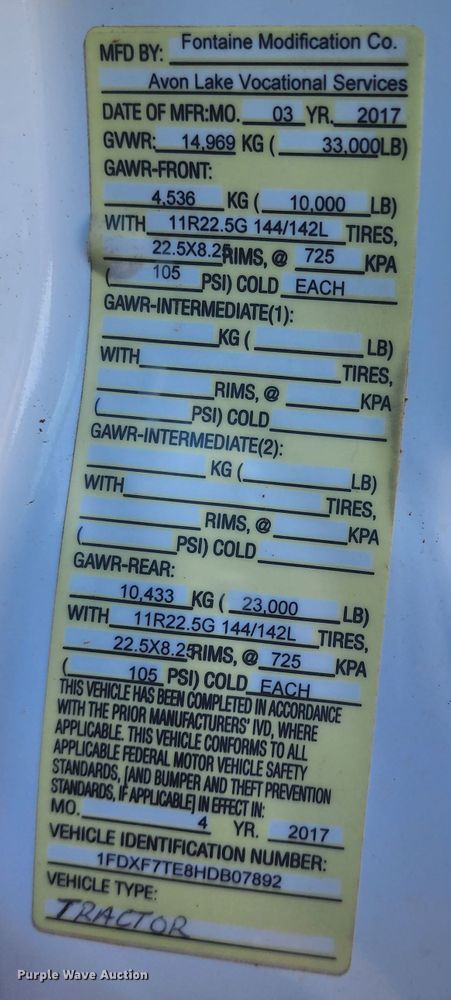 MFD BY: Fontaine Modification Co.
Avon Lake Vocational Services
DATE OF MFR:MO. 03 YR. 2017
GVWR: 14,969 KG ( 33,000LB)
GAWR-FRONT:
4,536 KG ( 10,000 LB)
WITH 11R22.5G 144/142L TIRES,
22.5X8.25RIMS, @ 725 KPA
( 105 PSI) COLD EACH
GAWR-INTERMEDIATE(1):
KG ( LB)
WITH TIRES,
RIMS, @ KPA
( PSI) COLD
GAWR-INTERMEDIATE(2):
KG ( LB)
WITH TIRES,
RIMS, @ KPA
( PSI) COLD
GAWR-REAR:
10,433 KG ( 23,000 LB)
WITH 11R22.5G 144/142L TIRES,
22.5X8.25RIMS, @ 725 KPA
( 105 PSI) COLD EACH
THIS VEHICLE HAS BEEN COMPLETED IN ACCORDANCE
WITH THE PRIOR MANUFACTURERS' IVD, WHERE
APPLICABLE. THIS VEHICLE CONFORMS TO ALL
APPLICABLE FEDERAL MOTOR VEHICLE SAFETY
STANDARDS, [AND BUMPER AND THEFT PREVENTION
STANDARDS, IF APPLICABLE] IN EFFECT IN:
MO. 4 YR. 2017
VEHICLE IDENTIFICATION NUMBER:
1FDXF7TE8HDB07892
VEHICLE TYPE:
TRACTOR
Purple Wave Auction